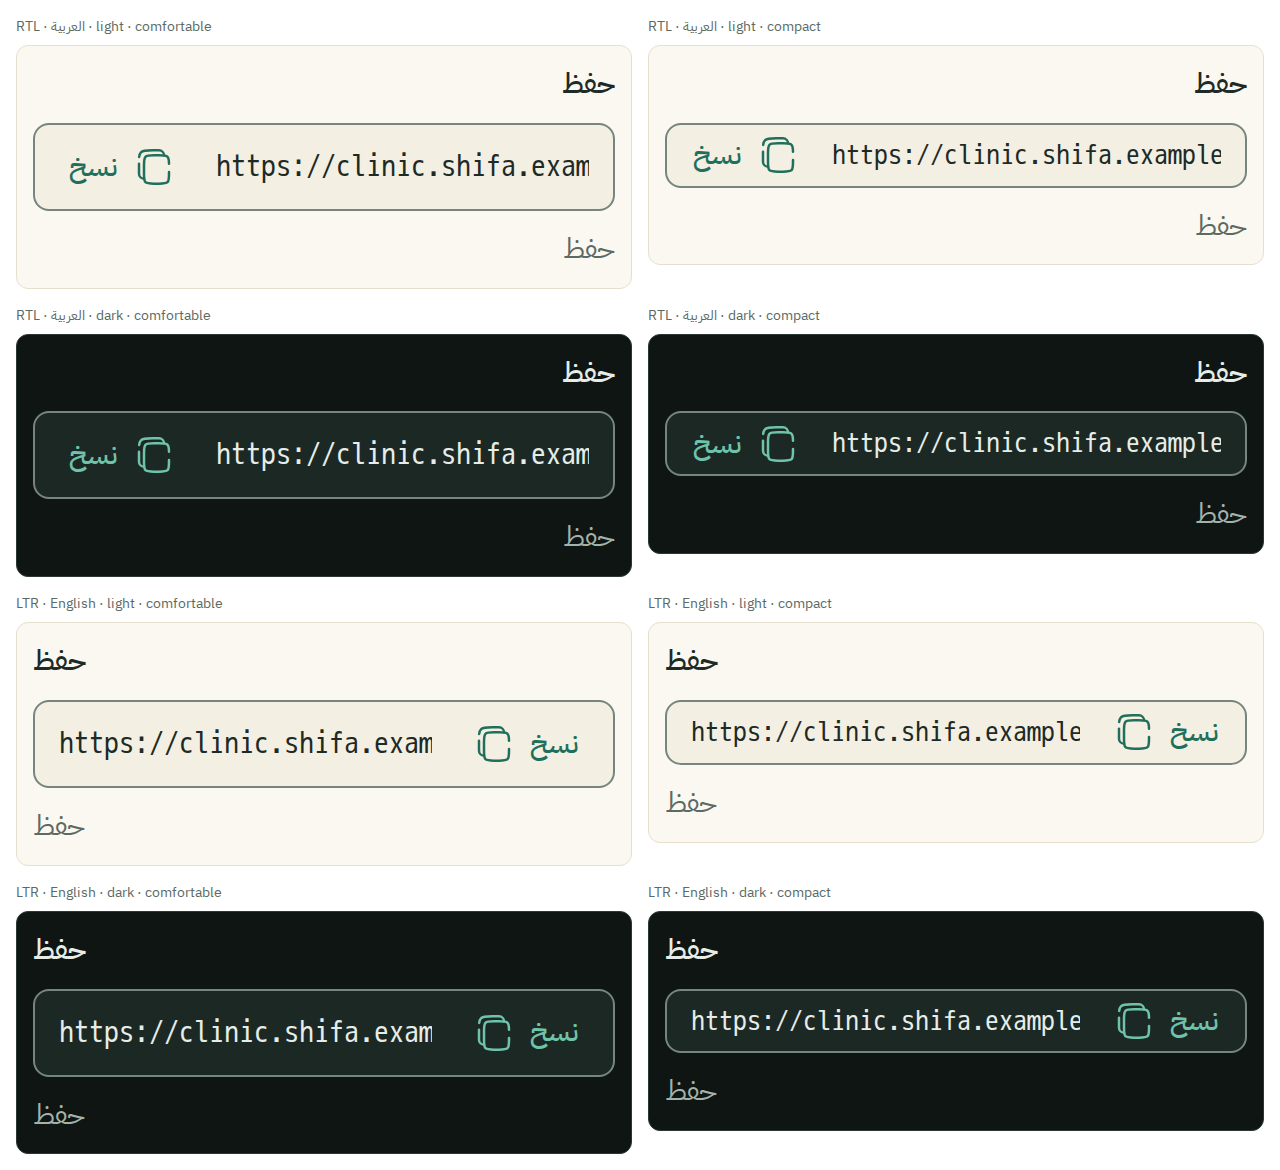 RTL · العربية · light · comfortable
حفظ
https://clinic.shifa.exam
نسخ
حفظ
RTL · العربية · light · compact
حفظ
https://clinic.shifa.example
نسخ
حفظ
RTL · العربية · dark · comfortable
حفظ
https://clinic.shifa.exam
نسخ
حفظ
RTL · العربية · dark · compact
حفظ
https://clinic.shifa.example
نسخ
حفظ
LTR · English · light · comfortable
حفظ
https://clinic.shifa.exam
نسخ
حفظ
LTR · English · light · compact
حفظ
https://clinic.shifa.example
نسخ
حفظ
LTR · English · dark · comfortable
حفظ
https://clinic.shifa.exam
نسخ
حفظ
LTR · English · dark · compact
حفظ
https://clinic.shifa.example
نسخ
حفظ